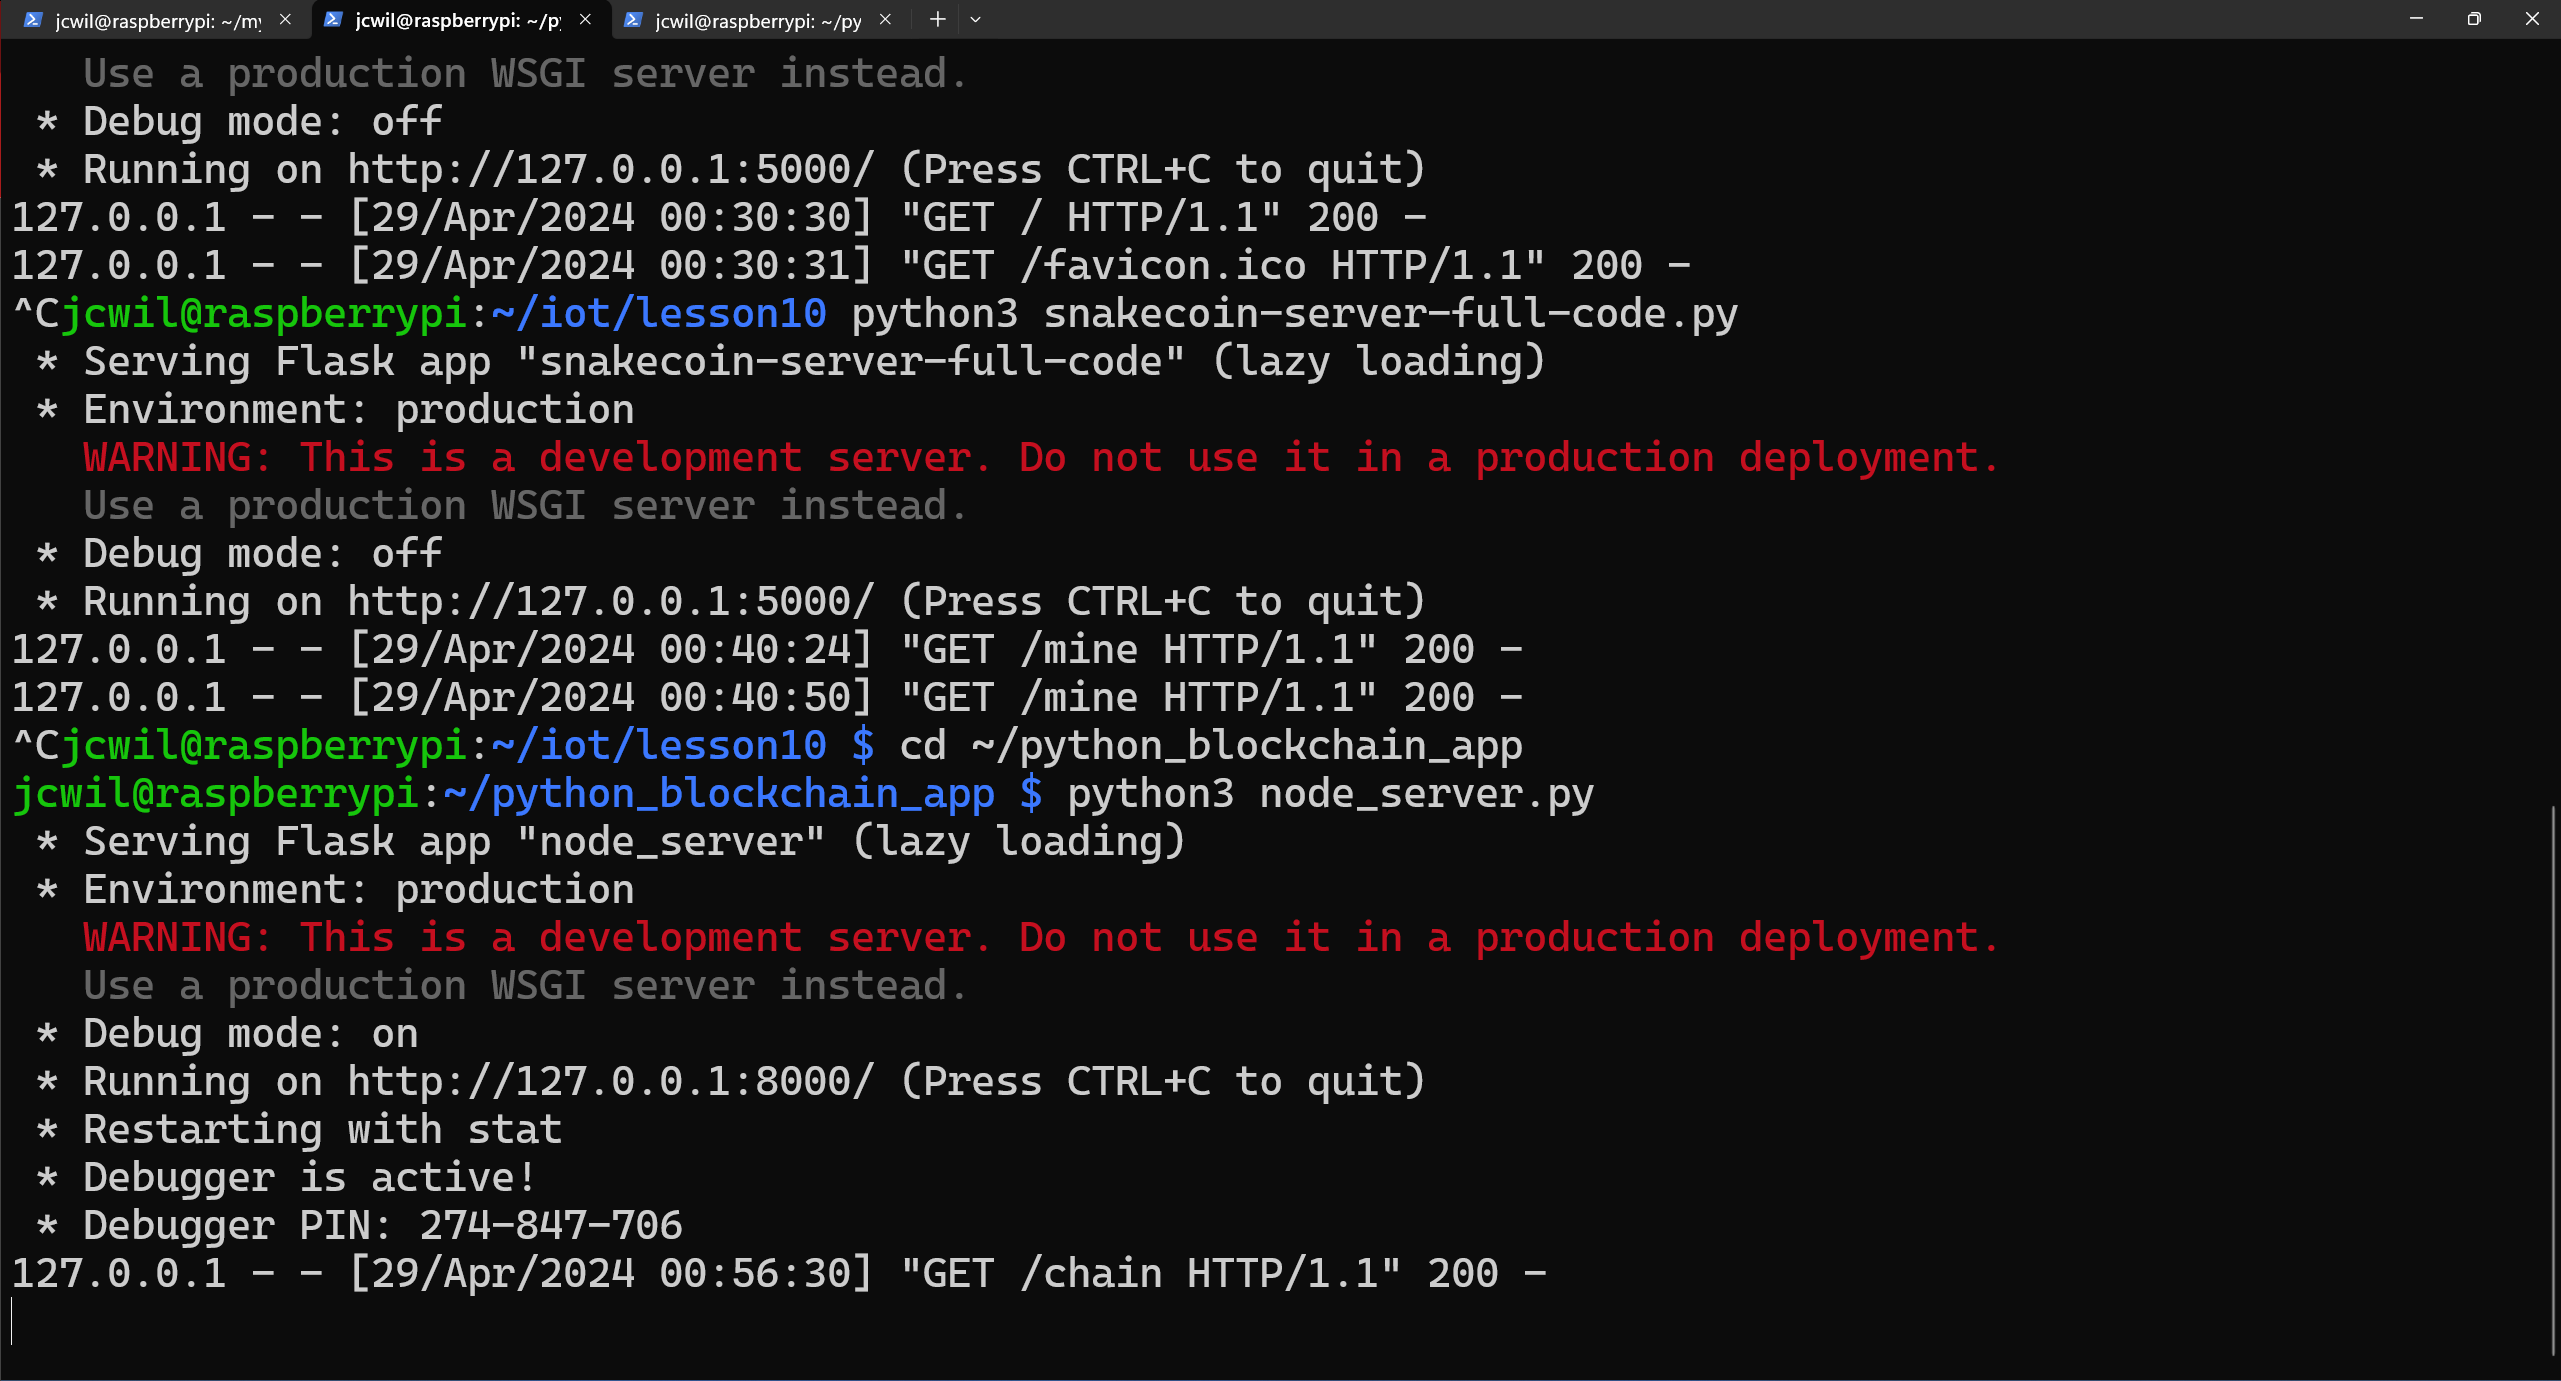 jcwil@raspberrypi: ~/my
jcwil@raspberrypi: ~/py
jcwil@raspberrypi: ~/py
   Use a production WSGI server instead.
 * Debug mode: off
 * Running on http://127.0.0.1:5000/ (Press CTRL+C to quit)
127.0.0.1 - - [29/Apr/2024 00:30:30] "GET / HTTP/1.1" 200 -
127.0.0.1 - - [29/Apr/2024 00:30:31] "GET /favicon.ico HTTP/1.1" 200 -
^Cjcwil@raspberrypi:~/iot/lesson10 python3 snakecoin-server-full-code.py
 * Serving Flask app "snakecoin-server-full-code" (lazy loading)
 * Environment: production
   WARNING: This is a development server. Do not use it in a production deployment.
   Use a production WSGI server instead.
 * Debug mode: off
 * Running on http://127.0.0.1:5000/ (Press CTRL+C to quit)
127.0.0.1 - - [29/Apr/2024 00:40:24] "GET /mine HTTP/1.1" 200 -
127.0.0.1 - - [29/Apr/2024 00:40:50] "GET /mine HTTP/1.1" 200 -
^Cjcwil@raspberrypi:~/iot/lesson10 $ cd ~/python_blockchain_app
jcwil@raspberrypi:~/python_blockchain_app $ python3 node_server.py
 * Serving Flask app "node_server" (lazy loading)
 * Environment: production
   WARNING: This is a development server. Do not use it in a production deployment.
   Use a production WSGI server instead.
 * Debug mode: on
 * Running on http://127.0.0.1:8000/ (Press CTRL+C to quit)
 * Restarting with stat
 * Debugger is active!
 * Debugger PIN: 274-847-706
127.0.0.1 - - [29/Apr/2024 00:56:30] "GET /chain HTTP/1.1" 200 -